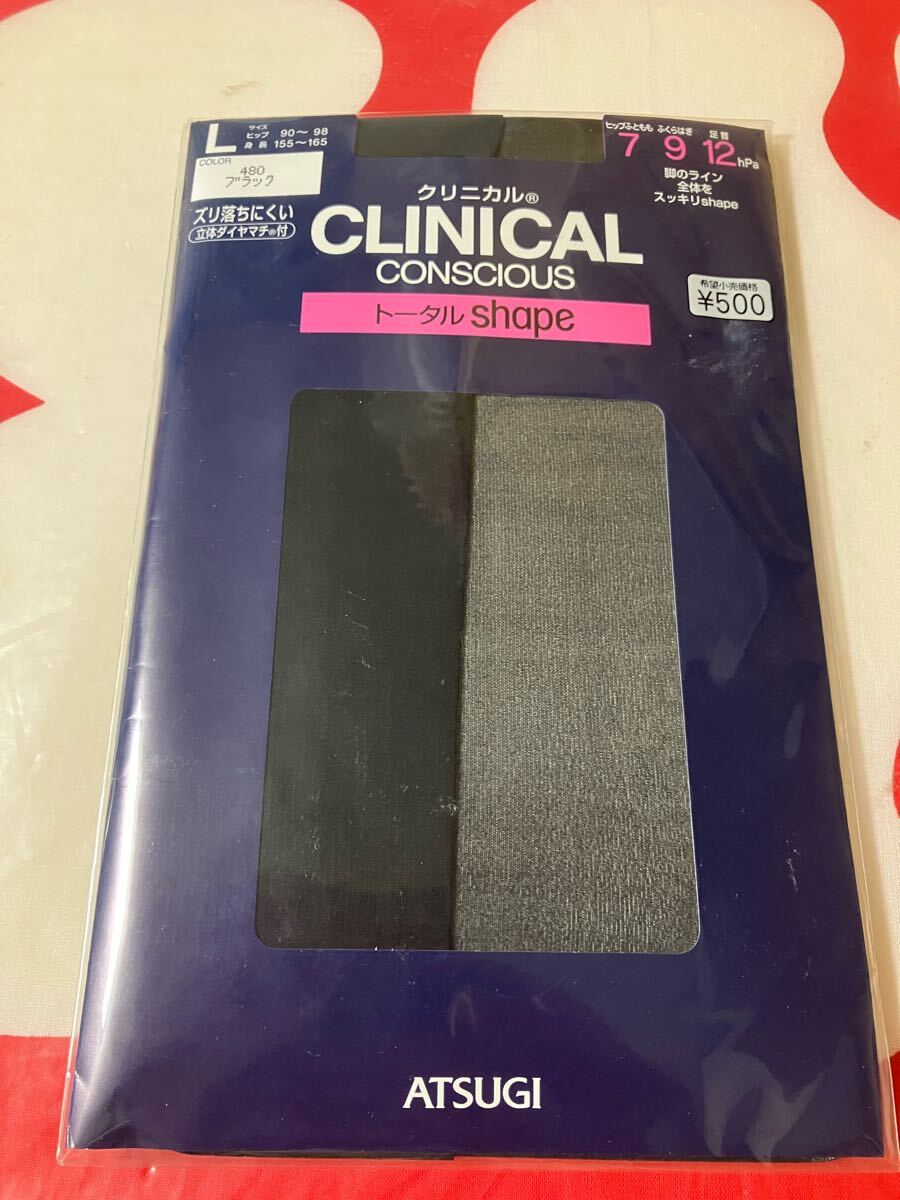 L サイズ
ヒップ 90〜98
身長 155〜165
COLOR
480
ブラック
ズリ落ちにくい
立体ダイヤマチ®付
ヒップふともも ふくらはぎ 足首
7 9 12 hPa
脚のライン
全体を
スッキリshape
クリニカル®
CLINICAL
CONSCIOUS
トータル shape
希望小売価格
¥500
ATSUGI